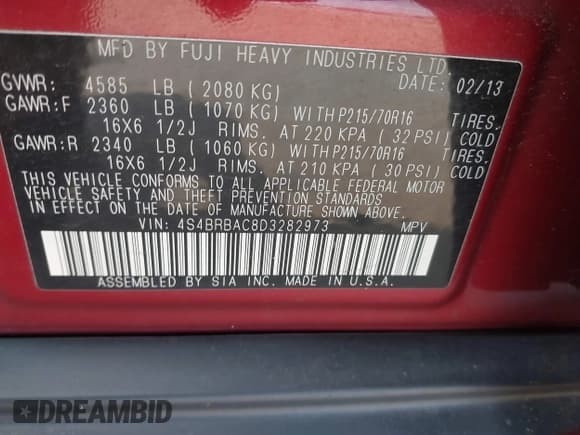 MFD BY FUJI HEAVY INDUSTRIES LTD.
GVWR: 4585 LB ( 2080 KG) DATE: 02/13
GAWR:F 2360 LB ( 1070 KG) WITH P215/70R16 TIRES.
16X6 1/2J RIMS. AT 220 KPA ( 32 PSI) COLD
GAWR:R 2340 LB ( 1060 KG) WITH P215/70R16 TIRES.
16X6 1/2J RIMS. AT 210 KPA ( 30 PSI) COLD
THIS VEHICLE CONFORMS TO ALL APPLICABLE FEDERAL MOTOR
VEHICLE SAFETY AND THEFT PREVENTION STANDARDS
IN EFFECT ON THE DATE OF MANUFACTURE SHOWN ABOVE.
VIN: 4S4BRBAC8D3282973 MPV
ASSEMBLED BY SIA INC. MADE IN U.S.A.
DREAMBID